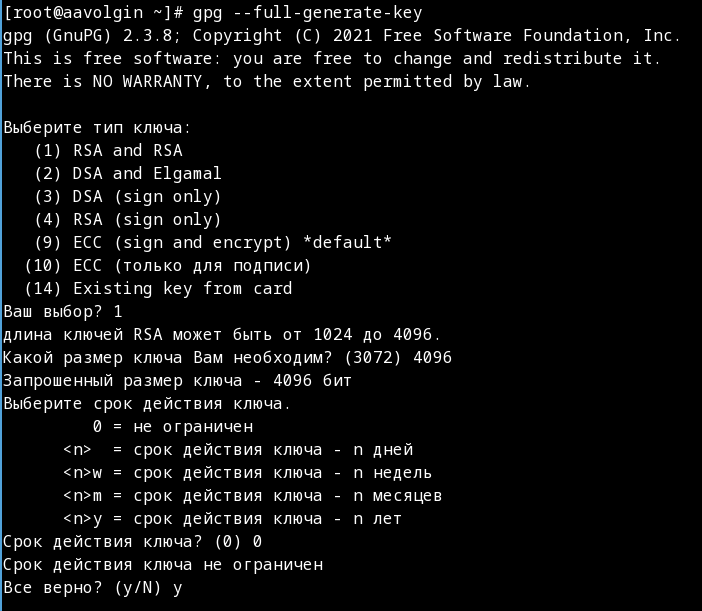 [root@aavolgin ~]# gpg --full-generate-key
gpg (GnuPG) 2.3.8; Copyright (C) 2021 Free Software Foundation, Inc.
This is free software: you are free to change and redistribute it.
There is NO WARRANTY, to the extent permitted by law.

Выберите тип ключа:
   (1) RSA and RSA
   (2) DSA and Elgamal
   (3) DSA (sign only)
   (4) RSA (sign only)
   (9) ECC (sign and encrypt) *default*
  (10) ECC (только для подписи)
  (14) Existing key from card
Ваш выбор? 1
длина ключей RSA может быть от 1024 до 4096.
Какой размер ключа Вам необходим? (3072) 4096
Запрошенный размер ключа - 4096 бит
Выберите срок действия ключа.
         0 = не ограничен
      <n>  = срок действия ключа - n дней
      <n>w = срок действия ключа - n недель
      <n>m = срок действия ключа - n месяцев
      <n>y = срок действия ключа - n лет
Срок действия ключа? (0) 0
Срок действия ключа не ограничен
Все верно? (y/N) y